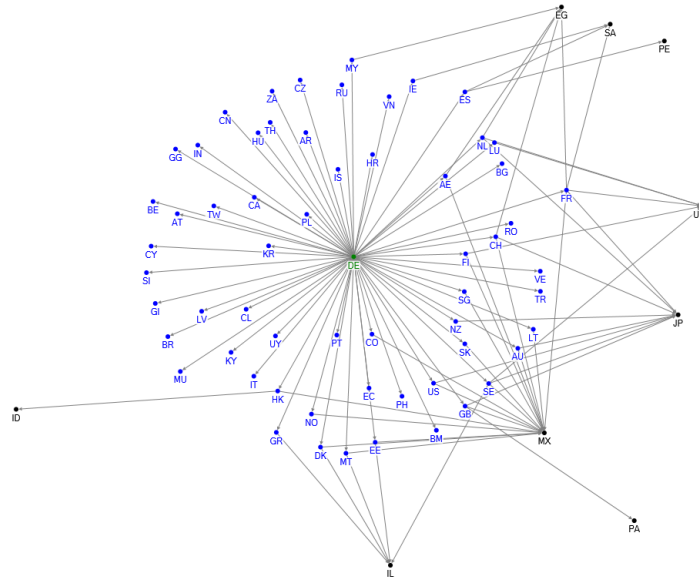 EG
SA
PE
MY
CZ
RU
IE
ES
ZA
VN
CN
TH
HU
AR
NL
LU
GG
IN
HR
BG
IS
AE
FR
BE
AT
TW
CA
PL
U
RO
CH
CY
KR
DE
FI
SI
VE
SG
TR
GI
LV
CL
JP
NZ
LT
BR
UY
PT
CO
SK
KY
AU
MU
IT
HK
EC
PH
US
SE
ID
NO
GB
GR
BM
MX
DK
MT
EE
PA
IL